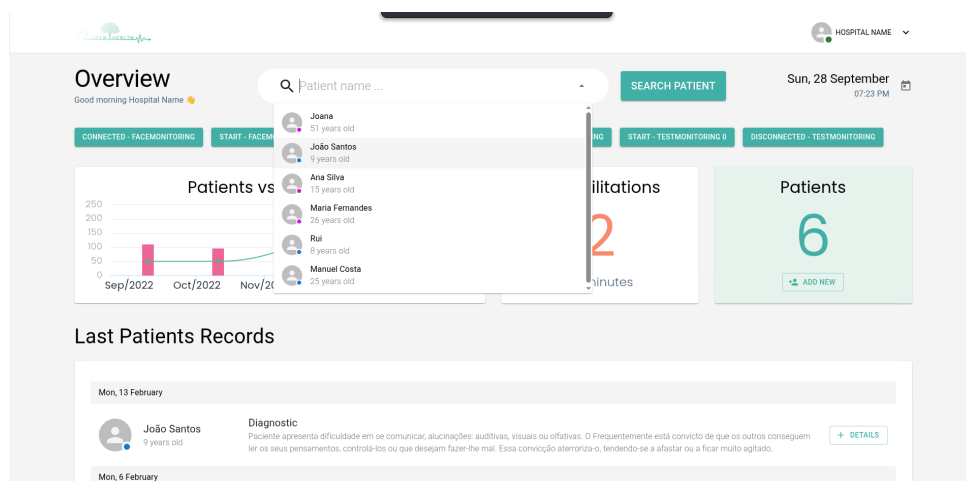 HOSPITAL NAME
Overview
Good morning Hospital Name 👋
Patient name ...
SEARCH PATIENT
Sun, 28 September
07:23 PM
CONNECTED - FACEMONITORING
START - FACEM
NG
START - TESTMONITORING 0
DISCONNECTED - TESTMONITORING
Joana
51 years old
João Santos
9 years old
Ana Silva
15 years old
Maria Fernandes
26 years old
Rui
8 years old
Manuel Costa
25 years old
Patients vs
250
200
150
100
50
0
Sep/2022
Oct/2022
Nov/20
ilitations
2
inutes
Patients
6
ADD NEW
Last Patients Records
Mon, 13 February
João Santos
9 years old
Diagnostic
Paciente apresenta dificuldade em se comunicar, alucinações: auditivas, visuais ou olfativas. O Frequentemente está convicto de que os outros conseguem
ler os seus pensamentos, controlá-los ou que desejam fazer-lhe mal. Essa convicção aterroriza-o, tendendo-se a afastar ou a ficar muito agitado.
+ DETAILS
Mon, 6 February